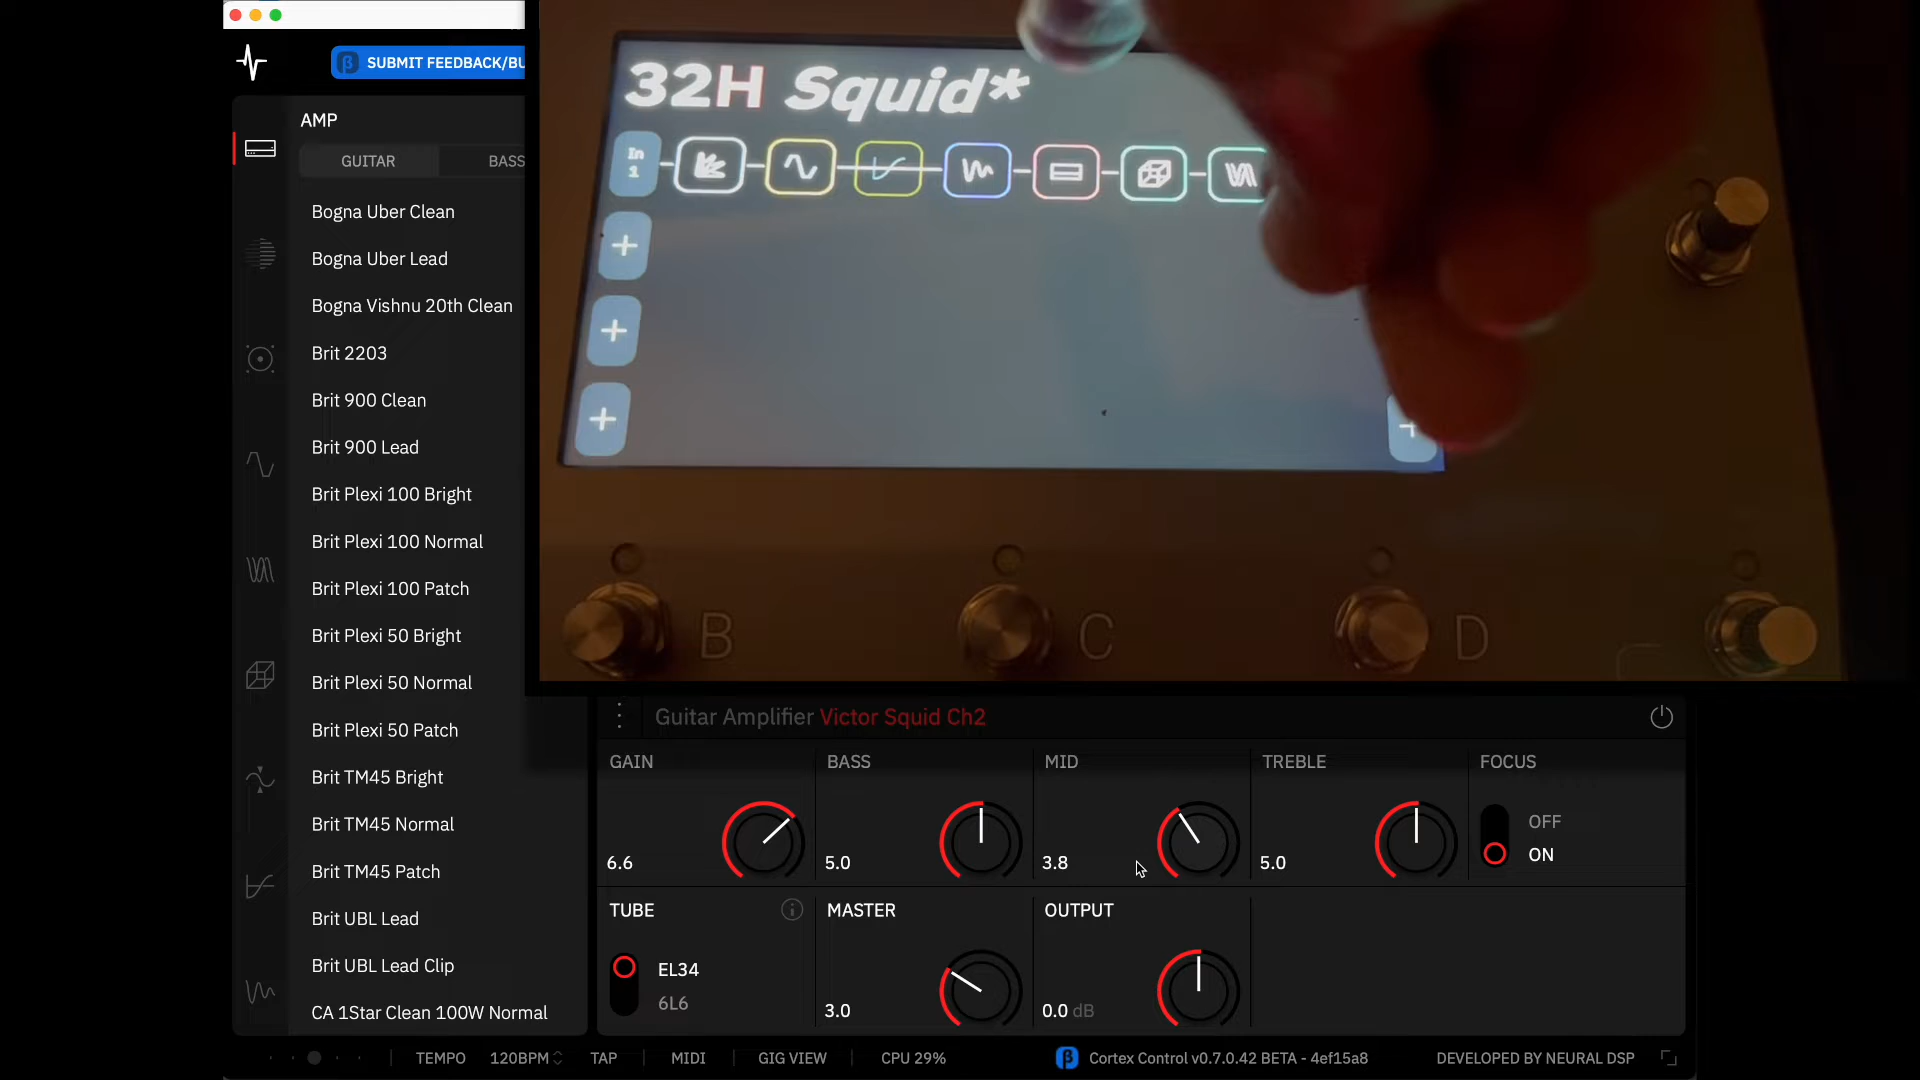 SUBMIT FEEDBACK/BU
AMP
GUITAR BASS
Bogna Uber Clean
Bogna Uber Lead
Bogna Vishnu 20th Clean
Brit 2203
Brit 900 Clean
Brit 900 Lead
Brit Plexi 100 Bright
Brit Plexi 100 Normal
Brit Plexi 100 Patch
Brit Plexi 50 Bright
Brit Plexi 50 Normal
Brit Plexi 50 Patch
Brit TM45 Bright
Brit TM45 Normal
Brit TM45 Patch
Brit UBL Lead
Brit UBL Lead Clip
CA 1Star Clean 100W Normal
32H Squid*
In
1
B C D
Guitar Amplifier Victor Squid Ch2
GAIN BASS MID TREBLE FOCUS
OFF
ON
6.6 5.0 3.8 5.0
TUBE MASTER OUTPUT
EL34
6L6
3.0 0.0 dB
TEMPO 120BPM TAP MIDI GIG VIEW CPU 29% β Cortex Control v0.7.0.42 BETA - 4ef15a8 DEVELOPED BY NEURAL DSP